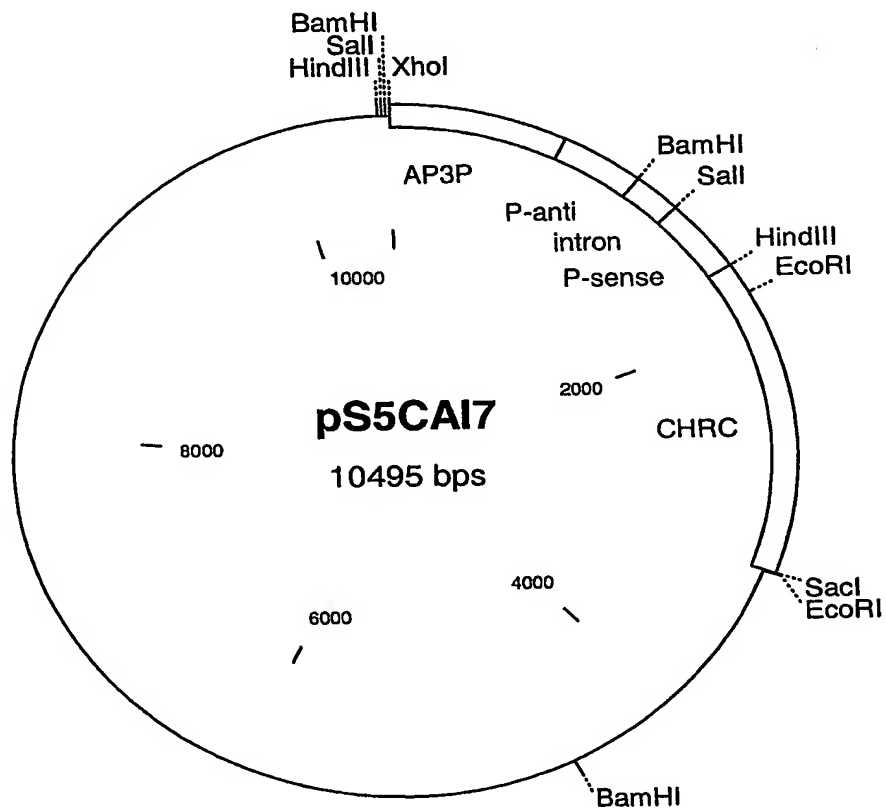 BamHI
SalI
HindIII XhoI
AP3P
BamHI
SalI
P-anti
intron
HindIII
P-sense
EcoRI
10000
2000
pS5CAI7
CHRC
8000
10495 bps
4000
SacI
EcoRI
6000
BamHI